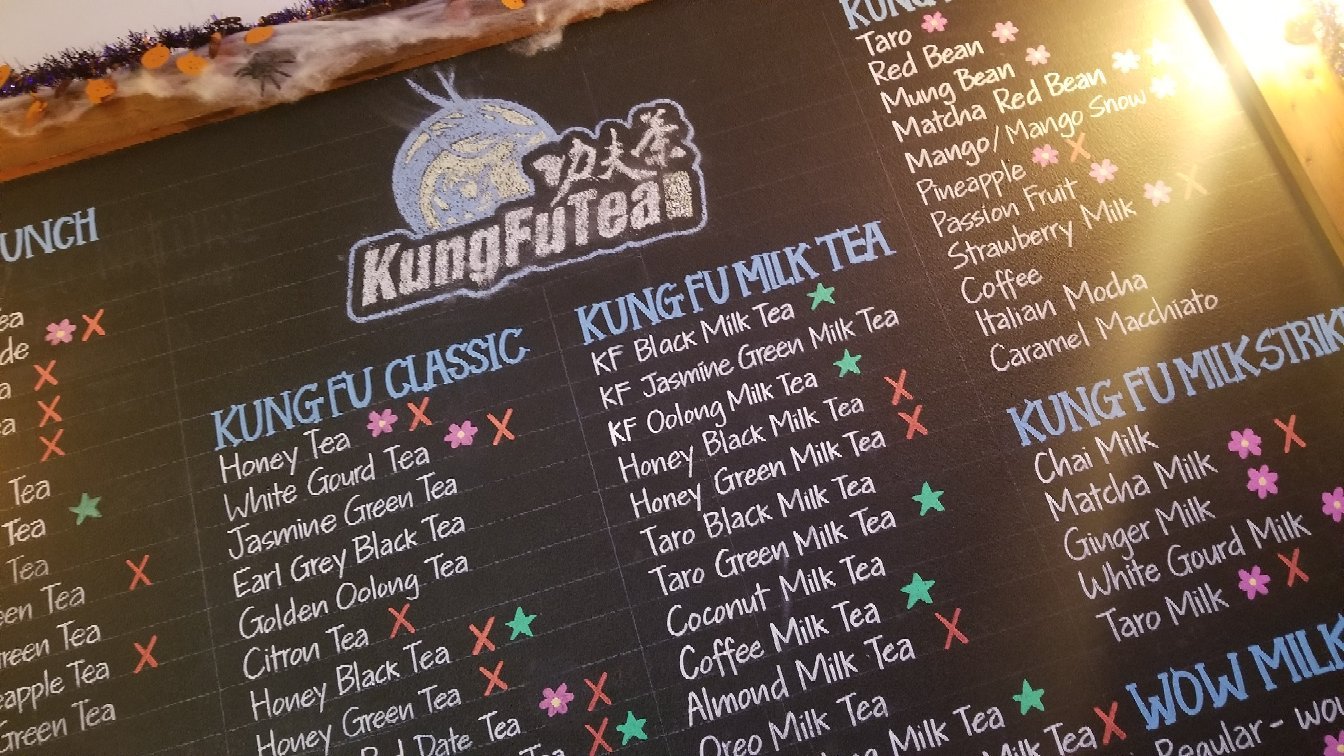 UNCH
ea
de
a
a
Tea
Tea
Tea
een Tea
reen Tea
eapple Tea
Green Tea
功夫茶
KungFuTea
KUNG FU CLASSIC
Honey Tea
White Gourd Tea
Jasmine Green Tea
Earl Grey Black Tea
Golden Oolong Tea
Citron Tea
Honey Black Tea
Honey Green Tea
Red Date Tea
Tea
KUNG FU MILK TEA
KF Black Milk Tea
KF Jasmine Green Milk Tea
KF Oolong Milk Tea
Honey Black Milk Tea
Honey Green Milk Tea
Taro Black Milk Tea
Taro Green Milk Tea
Coconut Milk Tea
Coffee Milk Tea
Almond Milk Tea
Oreo Milk Tea
Milk Tea
Milk Tea
KUNG
Taro
Red Bean
Mung Bean
Matcha Red Bean
Mango/Mango Snow
Pineapple
Passion Fruit
Strawberry Milk
Coffee
Italian Mocha
Caramel Macchiato
KUNG FU MILK STRIK
Chai Milk
Matcha Milk
Ginger Milk
White Gourd Milk
Taro Milk
WOW MILK
Regular - wo